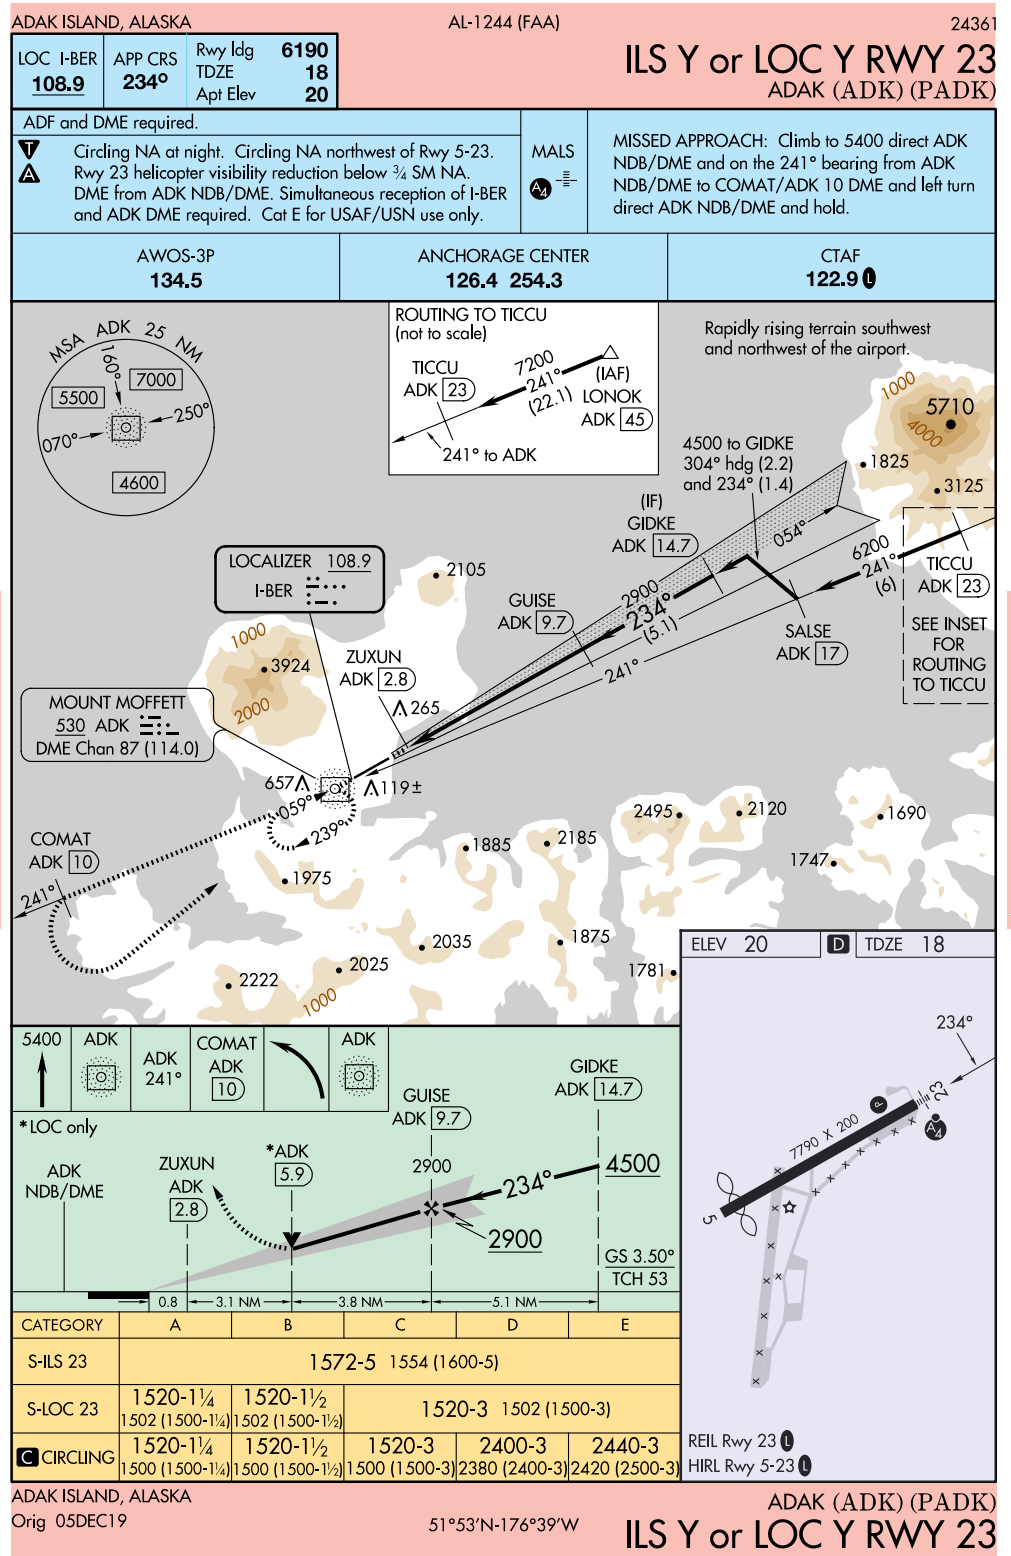 ADAK ISLAND, ALASKA
AL-1244 (FAA)
24361
LOC I-BER
108.9
APP CRS
234°
Rwy ldg 6190
TDZE 18
Apt Elev 20
ILS Y or LOC Y RWY 23
ADAK (ADK) (PADK)
ADF and DME required.
T
A
Circling NA at night. Circling NA northwest of Rwy 5-23.
Rwy 23 helicopter visibility reduction below ¾ SM NA.
DME from ADK NDB/DME. Simultaneous reception of I-BER
and ADK DME required. Cat E for USAF/USN use only.
MALS
A4
MISSED APPROACH: Climb to 5400 direct ADK
NDB/DME and on the 241° bearing from ADK
NDB/DME to COMAT/ADK 10 DME and left turn
direct ADK NDB/DME and hold.
AWOS-3P
134.5
ANCHORAGE CENTER
126.4 254.3
CTAF
122.9 L
MSA ADK 25 NM
160°
7000
5500
250°
070°
4600
ROUTING TO TICCU
(not to scale)
TICCU
ADK 23
7200
241°
(22.1)
(IAF)
LONOK
ADK 45
241° to ADK
Rapidly rising terrain southwest
and northwest of the airport.
1000
5710
4000
1825
3125
4500 to GIDKE
304° hdg (2.2)
and 234° (1.4)
(IF)
GIDKE
ADK 14.7
054°
6200
241°
(6)
TICCU
ADK 23
SEE INSET
FOR
ROUTING
TO TICCU
LOCALIZER 108.9
I-BER
2105
GUISE
ADK 9.7
2900
234°
(5.1)
SALSE
ADK 17
241°
1000
3924
2000
ZUXUN
ADK 2.8
265
MOUNT MOFFETT
530 ADK
DME Chan 87 (114.0)
657
119±
059°
239°
COMAT
ADK 10
241°
1975
1885
2185
2495
2120
1690
1747
2035
1875
2025
2222
1000
1781
ELEV 20
D
TDZE 18
234°
23
P
A4
7790 X 200
5
REIL Rwy 23 L
HIRL Rwy 5-23 L
5400
ADK
ADK
241°
COMAT
ADK
10
ADK
*LOC only
ADK
NDB/DME
ZUXUN
ADK
2.8
*ADK
5.9
GUISE
ADK 9.7
2900
GIDKE
ADK 14.7
234°
4500
2900
GS 3.50°
TCH 53
0.8
3.1 NM
3.8 NM
5.1 NM
CATEGORY A B C D E
S-ILS 23 1572-5 1554 (1600-5)
S-LOC 23
1520-1¼ 1520-1½ 1520-3 1502 (1500-3)
1502 (1500-1¼) 1502 (1500-1½)
C CIRCLING
1520-1¼ 1520-1½ 1520-3 2400-3 2440-3
1500 (1500-1¼) 1500 (1500-1½) 1500 (1500-3) 2380 (2400-3) 2420 (2500-3)
ADAK ISLAND, ALASKA
Orig 05DEC19
51°53'N-176°39'W
ADAK (ADK) (PADK)
ILS Y or LOC Y RWY 23